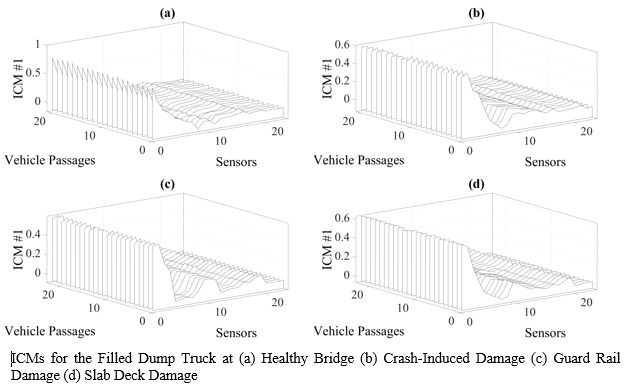 (a)
(b)
1
0.5
0
ICM #1
20
10
0
Vehicle Passages
0
10
20
Sensors
0.6
0.4
0.2
0
ICM #1
20
10
0
Vehicle Passages
0
10
20
Sensors
(c)
(d)
0.4
0.2
0
ICM #1
20
10
0
Vehicle Passages
0
10
20
Sensors
0.6
0.4
0.2
0
ICM #1
20
10
0
Vehicle Passages
0
10
20
Sensors
ICMs for the Filled Dump Truck at (a) Healthy Bridge (b) Crash-Induced Damage (c) Guard Rail
Damage (d) Slab Deck Damage